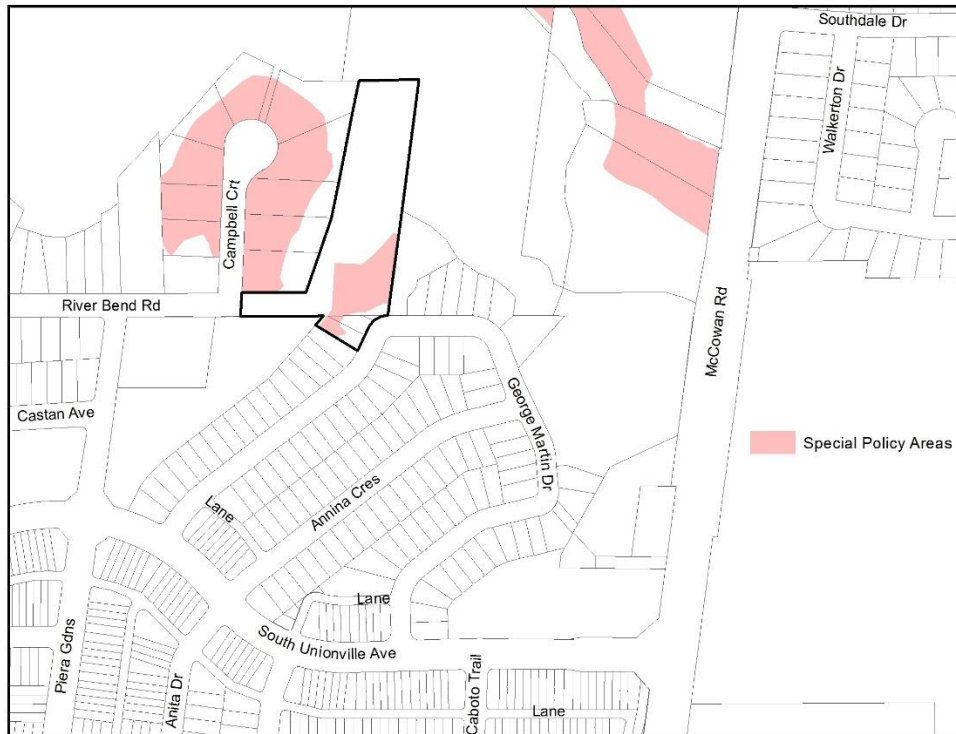 Southdale Dr
Walkerton Dr
Campbell Crt
River Bend Rd
McCowan Rd
Castan Ave
George Martin Dr
Special Policy Areas
Annina Cres
Lane
Lane
South Unionville Ave
Piera Gdns
Anita Dr
Caboto Trail
Lane